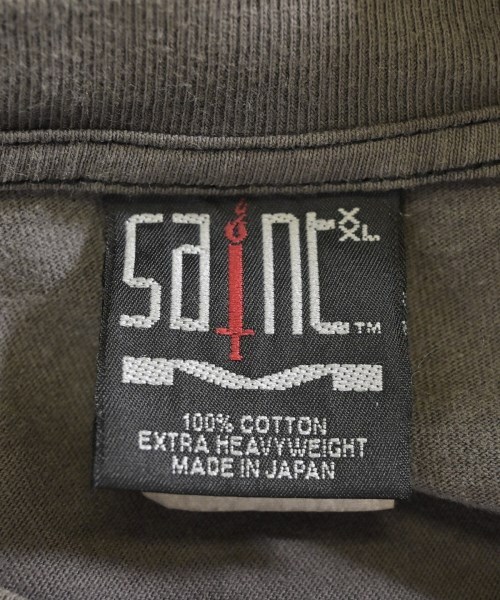 saint XXL
TM
100% COTTON
EXTRA HEAVYWEIGHT
MADE IN JAPAN